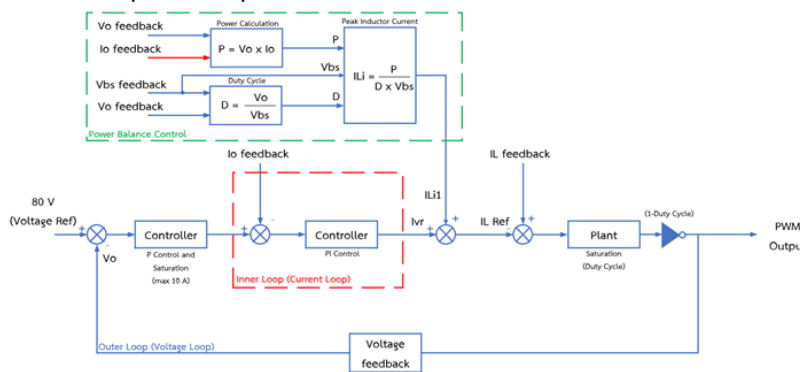 Vo feedback
Io feedback
Power Calculation
P = Vo x Io
P
Peak Inductor Current
ILi = P / D x Vbs
Vbs
Vbs feedback
Vo feedback
Duty Cycle
D = Vo / Vbs
D
Power Balance Control
Io feedback
IL feedback
80 V
(Voltage Ref)
+
-
Vo
Controller
P Control and
Saturation
(max 10 A)
+
-
Controller
PI Control
Inner Loop (Current Loop)
Ivr
ILi1
+
+
IL Ref
-
+
Plant
Saturation
(Duty Cycle)
(1-Duty Cycle)
PWM
Output
Outer Loop (Voltage Loop)
Voltage
feedback